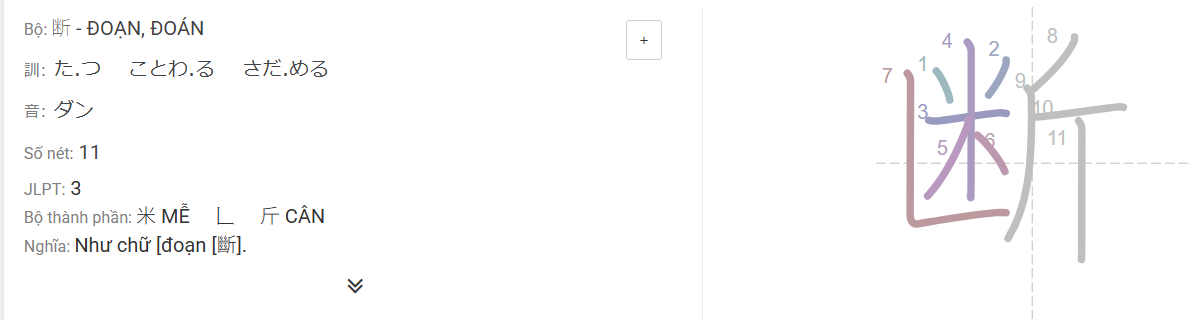 Bộ: 断 - ĐOẠN, ĐOÁN
+
訓: た.つ ことわ.る さだ.める
音: ダン
Số nét: 11
JLPT: 3
Bộ thành phần: 米 MỄ 乚 斤 CÂN
Nghĩa: Như chữ [đoạn [斷].
4 2 8
7 1 9
3 10
5 6 11
断